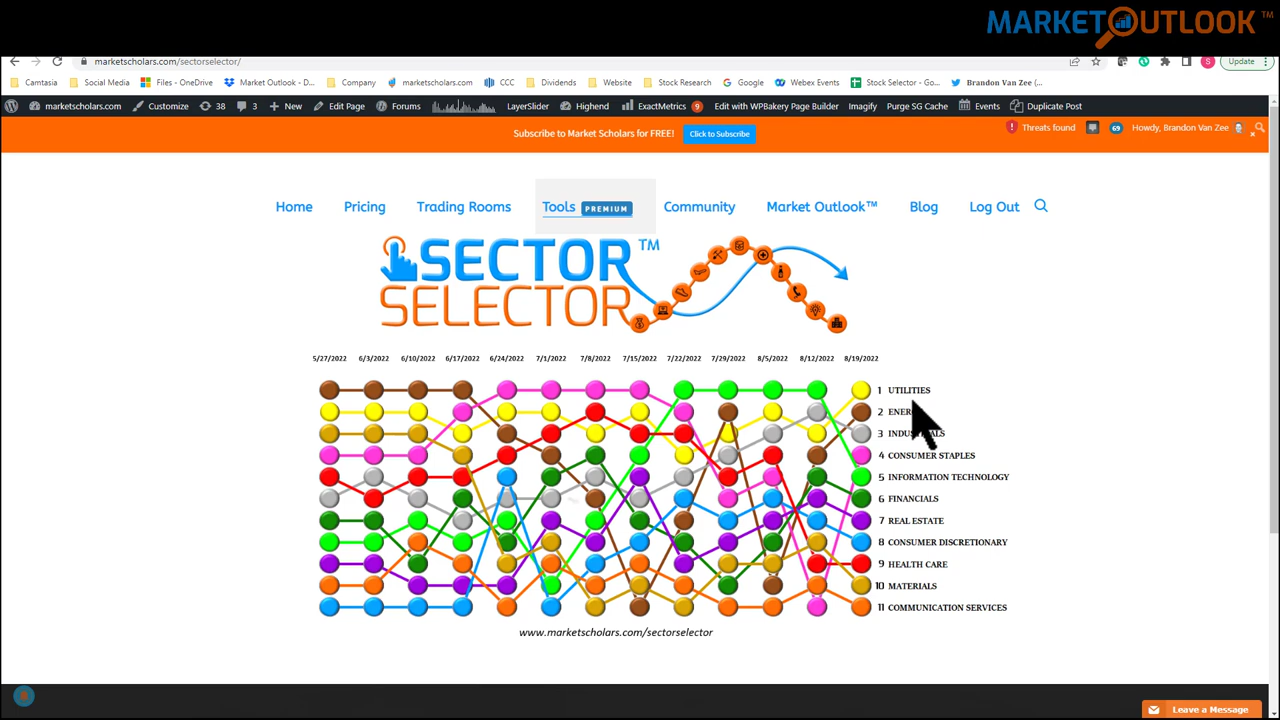 MARKETOUTLOOK™
marketscholars.com/sectorselector/
Update
Camtasia Social Media Files - OneDrive Market Outlook - D... Company marketscholars.com CCC Dividends Website Stock Research Google Webex Events Stock Selector - Go... Brandon Van Zee (...
marketscholars.com Customize 38 3 New Edit Page Forums LayerSlider Highend ExactMetrics 9 Edit with WPBakery Page Builder Imagify Purge SG Cache Events Duplicate Post
Threats found 69 Howdy, Brandon Van Zee
Subscribe to Market Scholars for FREE! Click to Subscribe
Home Pricing Trading Rooms Tools PREMIUM Community Market Outlook™ Blog Log Out
SECTOR™
SELECTOR
5/27/2022 6/3/2022 6/10/2022 6/17/2022 6/24/2022 7/1/2022 7/8/2022 7/15/2022 7/22/2022 7/29/2022 8/5/2022 8/12/2022 8/19/2022
1 UTILITIES
2
3
4 CONSUMER STAPLES
5 INFORMATION TECHNOLOGY
6 FINANCIALS
7 REAL ESTATE
8 CONSUMER DISCRETIONARY
9 HEALTH CARE
10 MATERIALS
11 COMMUNICATION SERVICES
www.marketscholars.com/sectorselector
Leave a Message